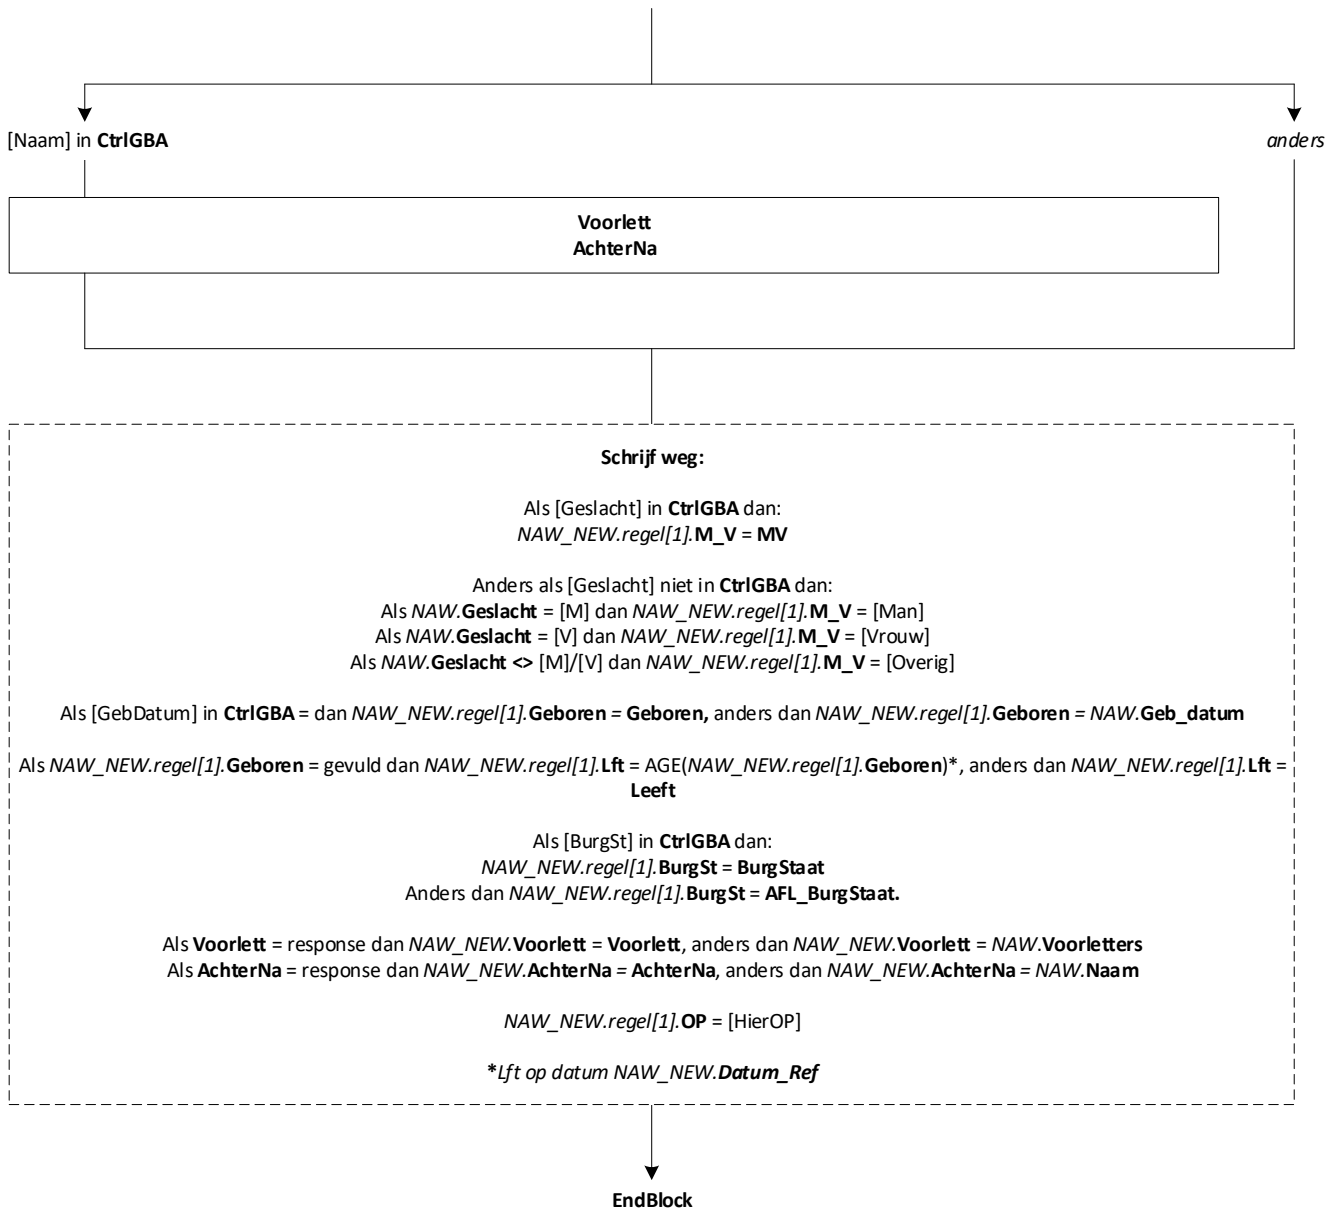 [Naam] in CtrlGBA
anders
Voorlett
AchterNa
Schrijf weg:
Als [Geslacht] in CtrlGBA dan:
NAW_NEW.regel[1].M_V = MV
Anders als [Geslacht] niet in CtrlGBA dan:
Als NAW.Geslacht = [M] dan NAW_NEW.regel[1].M_V = [Man]
Als NAW.Geslacht = [V] dan NAW_NEW.regel[1].M_V = [Vrouw]
Als NAW.Geslacht <> [M]/[V] dan NAW_NEW.regel[1].M_V = [Overig]
Als [GebDatum] in CtrlGBA = dan NAW_NEW.regel[1].Geboren = Geboren, anders dan NAW_NEW.regel[1].Geboren = NAW.Geb_datum
Als NAW_NEW.regel[1].Geboren = gevuld dan NAW_NEW.regel[1].Lft = AGE(NAW_NEW.regel[1].Geboren)*, anders dan NAW_NEW.regel[1].Lft =
Leeft
Als [BurgSt] in CtrlGBA dan:
NAW_NEW.regel[1].BurgSt = BurgStaat
Anders dan NAW_NEW.regel[1].BurgSt = AFL_BurgStaat.
Als Voorlett = response dan NAW_NEW.Voorlett = Voorlett, anders dan NAW_NEW.Voorlett = NAW.Voorletters
Als AchterNa = response dan NAW_NEW.AchterNa = AchterNa, anders dan NAW_NEW.AchterNa = NAW.Naam
NAW_NEW.regel[1].OP = [HierOP]
*Lft op datum NAW_NEW.Datum_Ref
EndBlock